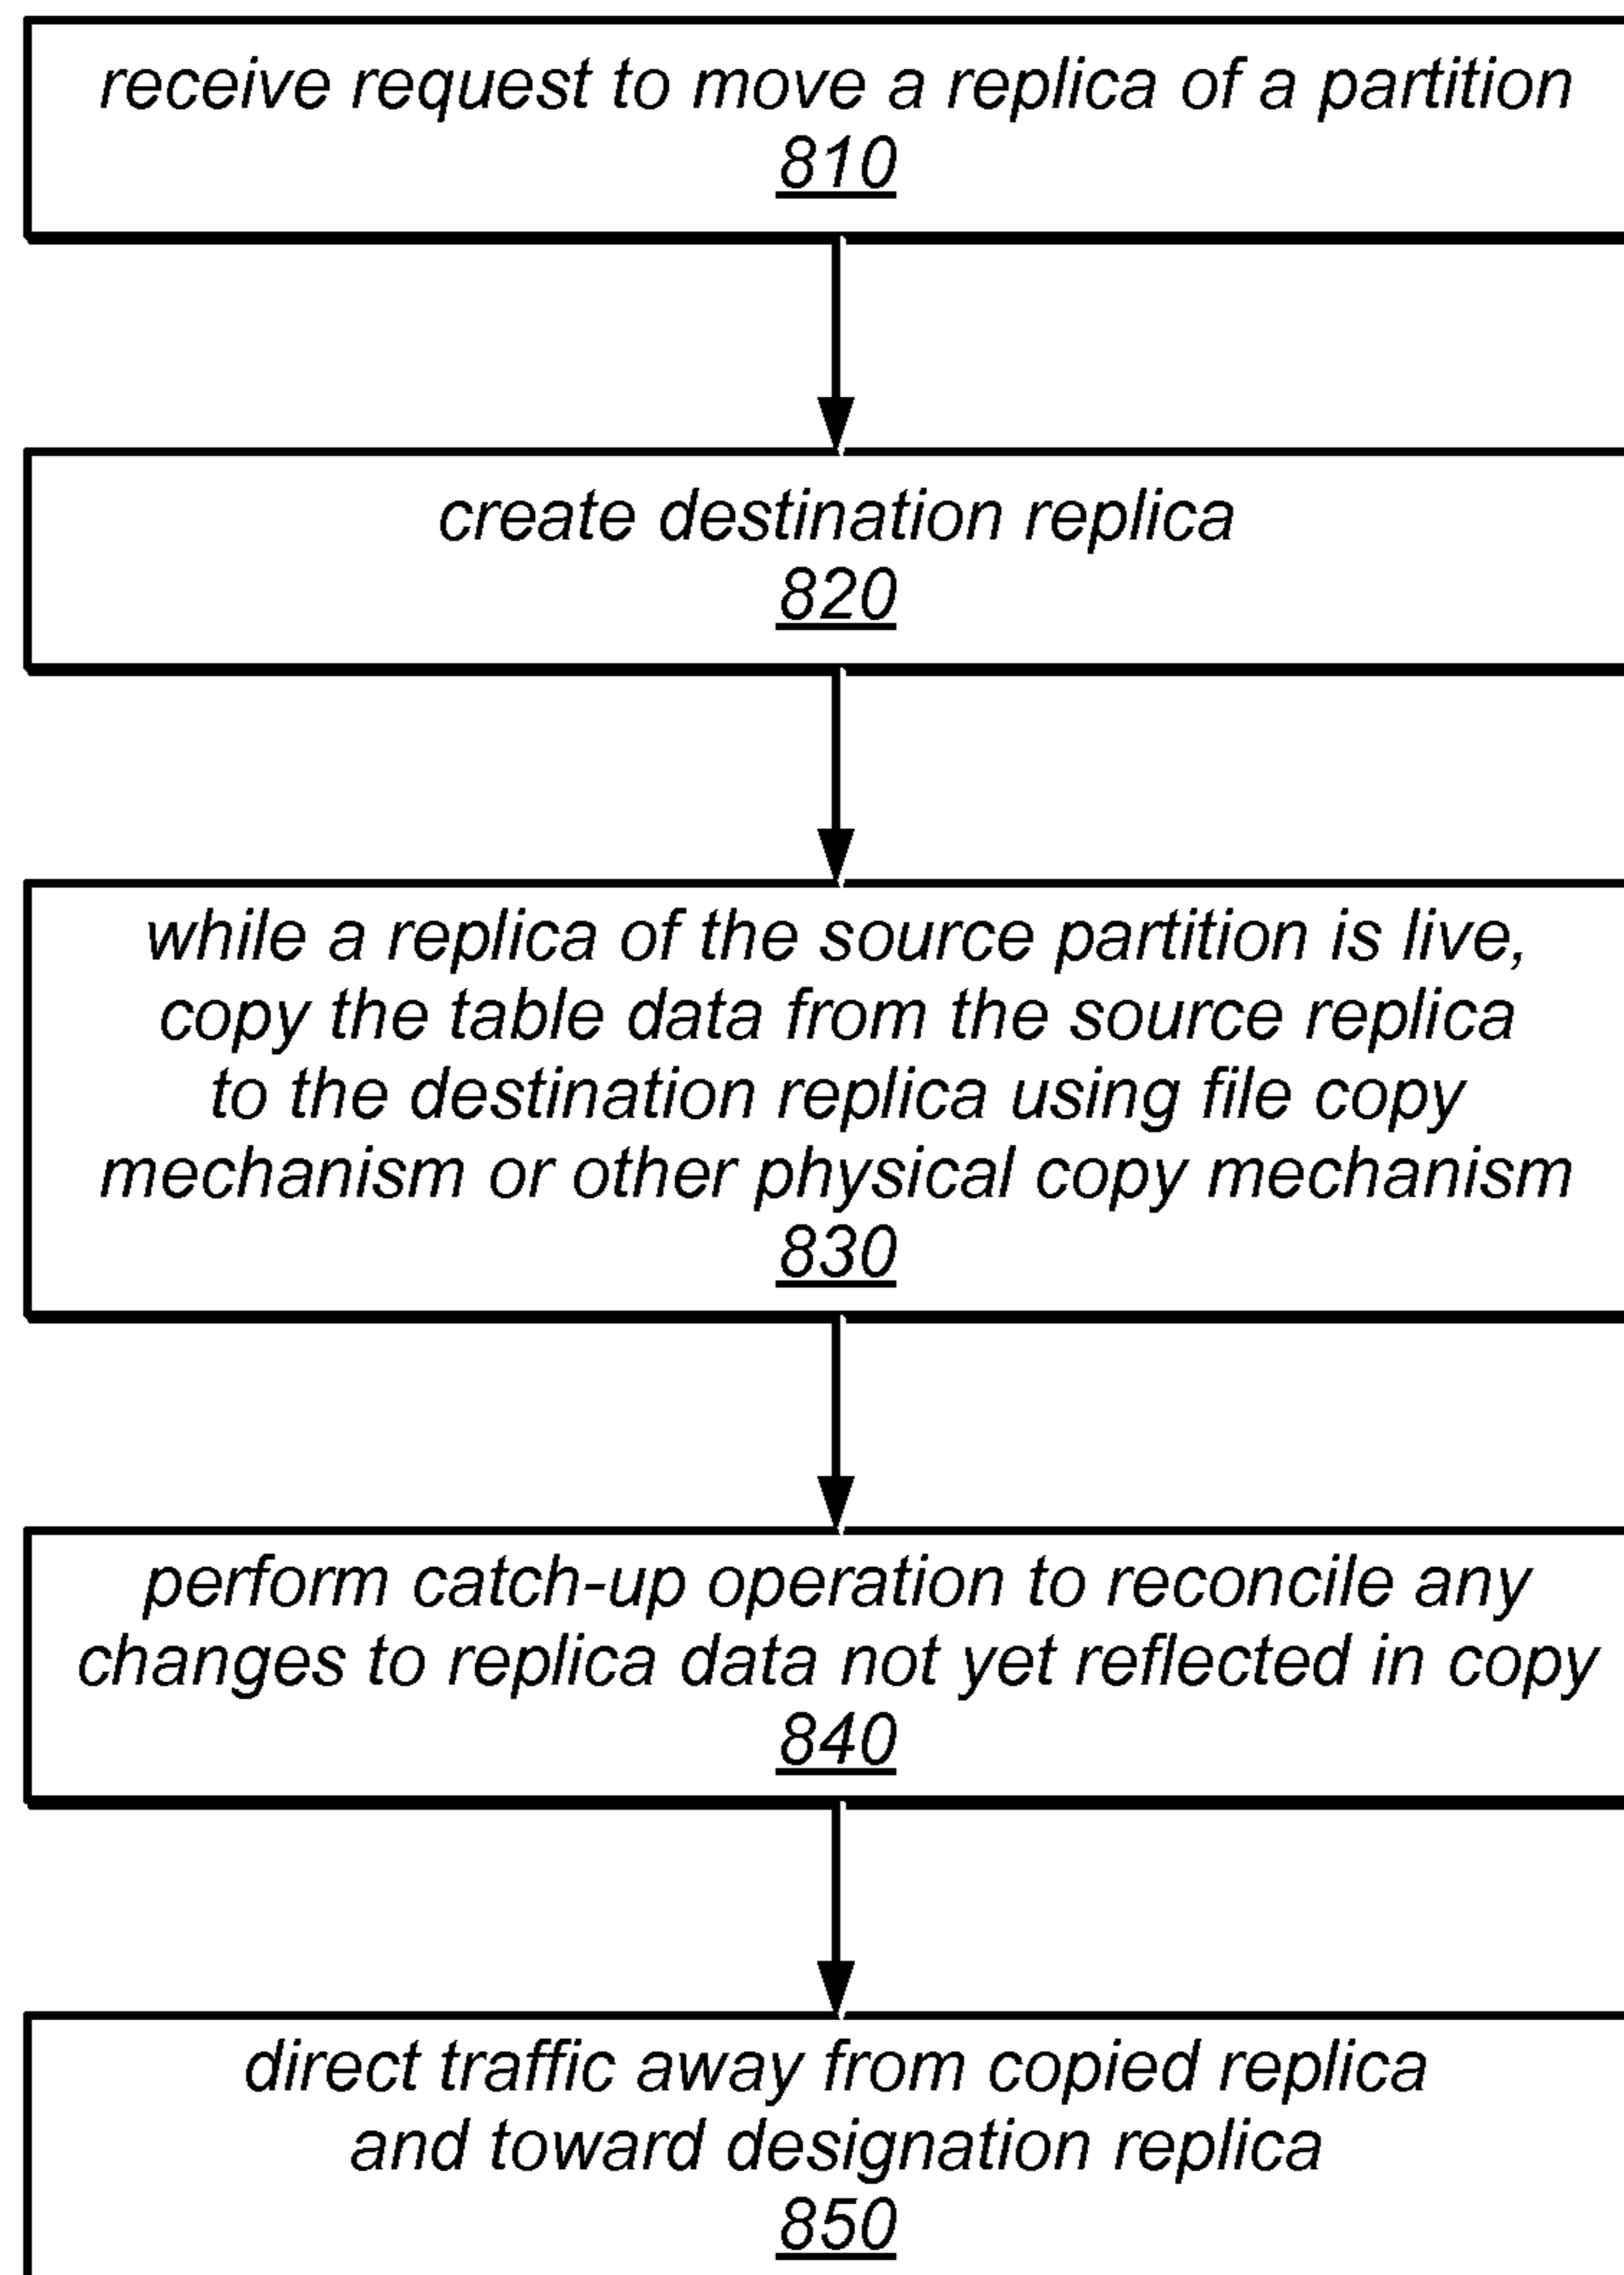 receive request to move a replica of a partition
810
create destination replica
820
while a replica of the source partition is live,
copy the table data from the source replica
to the destination replica using file copy
mechanism or other physical copy mechanism
830
perform catch-up operation to reconcile any
changes to replica data not yet reflected in copy
840
direct traffic away from copied replica
and toward designation replica
850